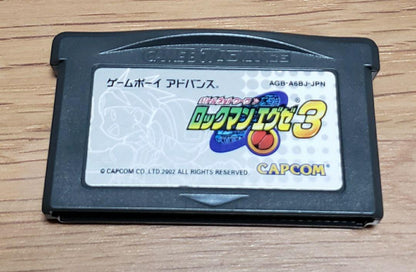 GAME BOY ADVANCE
ゲームボーイ アドバンス
AGB-A6BJ-JPN
ロックマン エグゼ3
CAPCOM
© CAPCOM CO., LTD. 2002 ALL RIGHTS RESERVED.